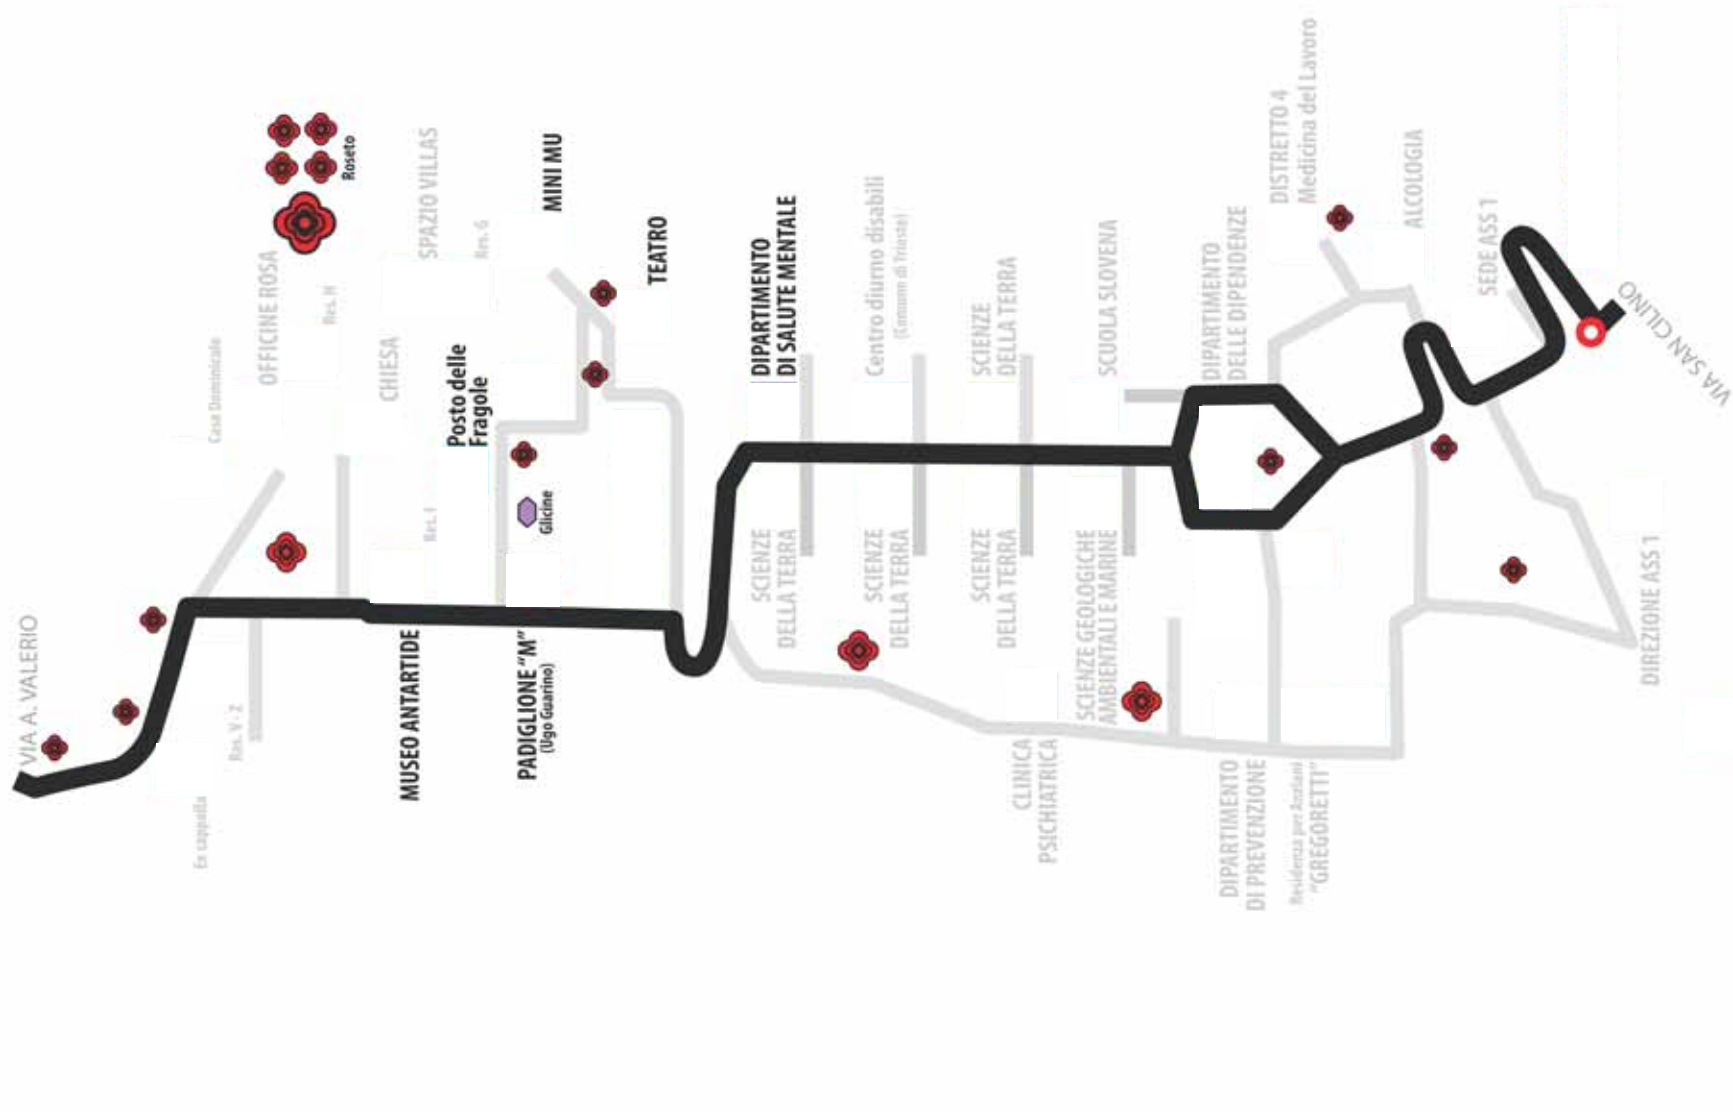 VIA A. VALERIO
Ex cappella
Casa Dominicale
Ras. V - Z
OFFICINE ROSA
Roseto
Res. H
CHIESA
MUSEO ANTARTIDE
SPAZIO VILLAS
Res. I
Posto delle
Fragole
Res. G
PADIGLIONE “M”
(Ugo Guarino)
Glicine
MINI MU
TEATRO
DIPARTIMENTO
DI SALUTE MENTALE
SCIENZE
DELLA TERRA
Centro diurno disabili
(Comune di Trieste)
SCIENZE
DELLA TERRA
SCIENZE
DELLA TERRA
SCIENZE
DELLA TERRA
CLINICA
PSICHIATRICA
SCUOLA SLOVENA
SCIENZE GEOLOGICHE
AMBIENTALI E MARINE
DIPARTIMENTO
DELLE DIPENDENZE
DIPARTIMENTO
DI PREVENZIONE
DISTRETTO 4
Medicina del Lavoro
Residenza per Anziani
“GREGORETTI”
ALCOLOGIA
SEDE ASS 1
VIA SAN CILINO
DIREZIONE ASS 1